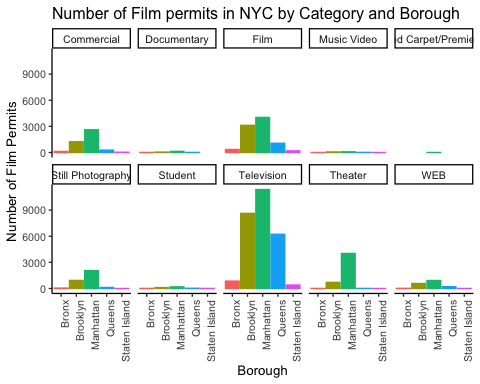 Number of Film permits in NYC by Category and Borough
Commercial Documentary Film Music Video d Carpet/Premie
9000
6000
3000
0
Still Photography Student Television Theater WEB
9000
6000
3000
0
Number of Film Permits
Bronx Brooklyn Manhattan Queens Staten Island Bronx Brooklyn Manhattan Queens Staten Island Bronx Brooklyn Manhattan Queens Staten Island Bronx Brooklyn Manhattan Queens Staten Island Bronx Brooklyn Manhattan Queens Staten Island
Borough